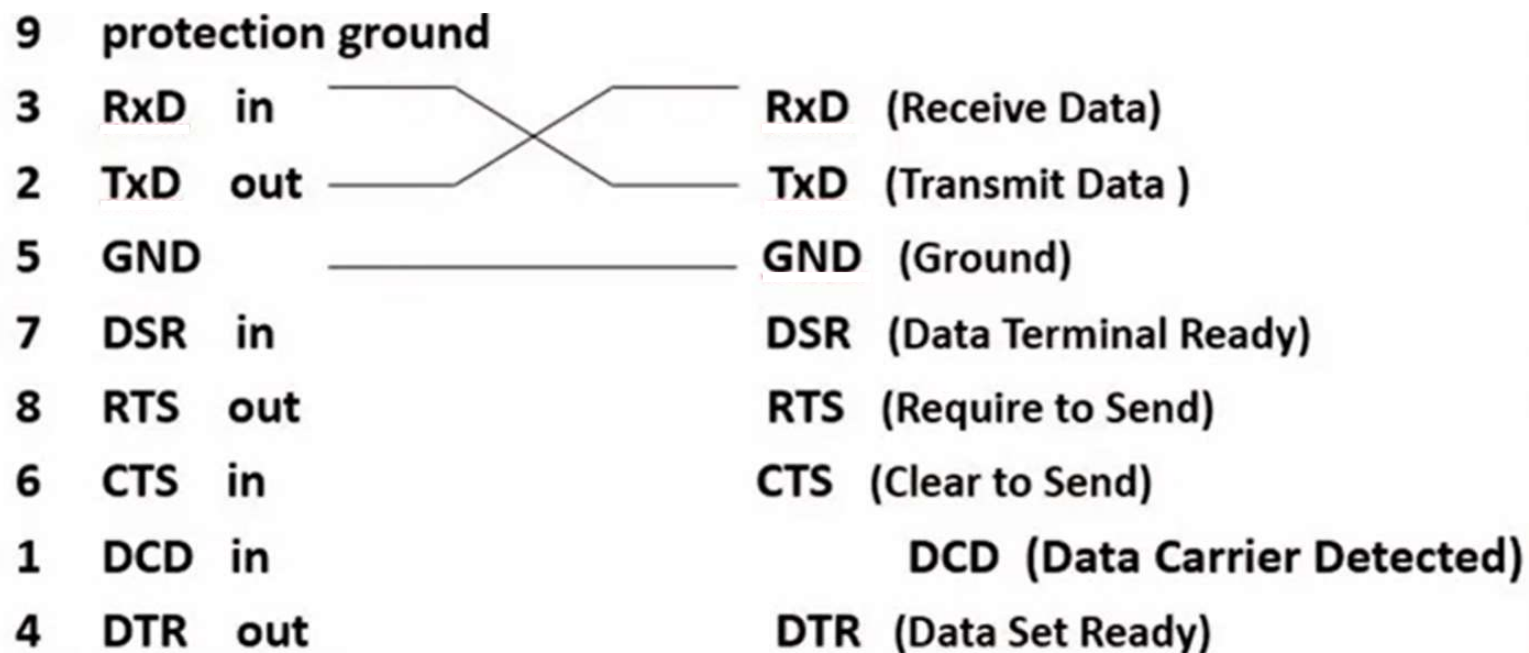 9 protection ground
3 RxD in RxD (Receive Data)
2 TxD out TxD (Transmit Data )
5 GND GND (Ground)
7 DSR in DSR (Data Terminal Ready)
8 RTS out RTS (Require to Send)
6 CTS in CTS (Clear to Send)
1 DCD in DCD (Data Carrier Detected)
4 DTR out DTR (Data Set Ready)